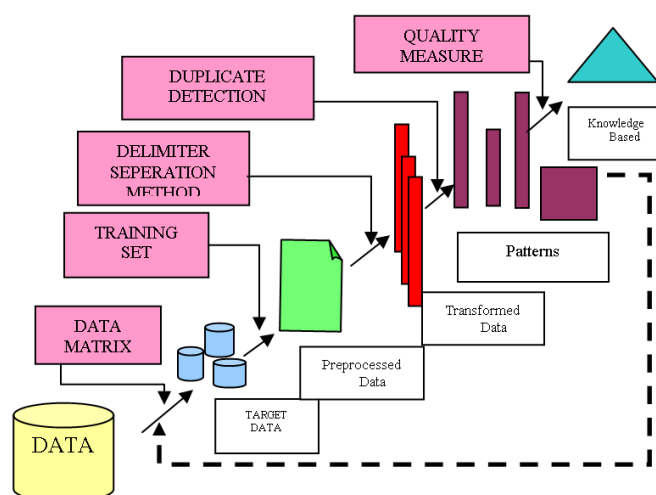 QUALITY
MEASURE
DUPLICATE
DETECTION
Knowledge
Based
DELIMITER
SEPERATION
METHOD
TRAINING
SET
Patterns
Transformed
Data
DATA
MATRIX
Preprocessed
Data
TARGET
DATA
DATA